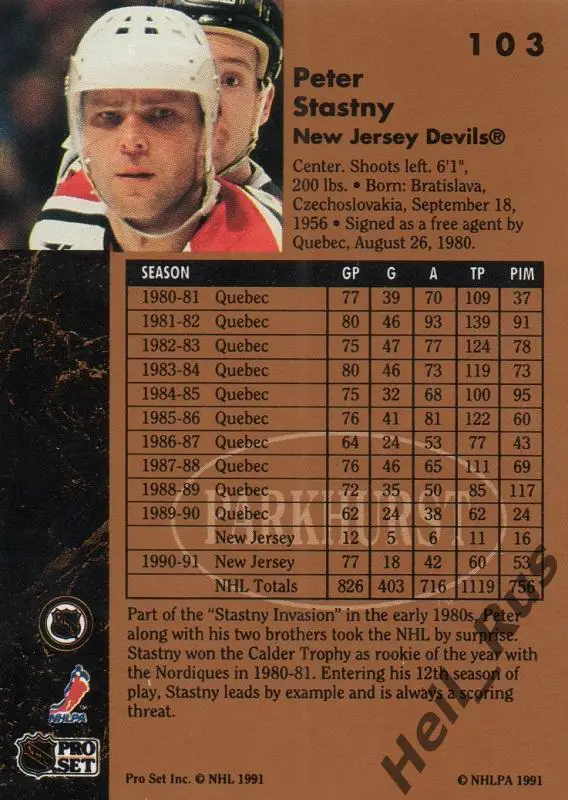 103
Peter
Stastny
New Jersey Devils®
Center. Shoots left. 6'1",
200 lbs. • Born: Bratislava,
Czechoslovakia, September 18,
1956 • Signed as a free agent by
Quebec, August 26, 1980.
SEASON GP G A TP PIM
1980-81 Quebec 77 39 70 109 37
1981-82 Quebec 80 46 93 139 91
1982-83 Quebec 75 47 77 124 78
1983-84 Quebec 80 46 73 119 73
1984-85 Quebec 75 32 68 100 95
1985-86 Quebec 76 41 81 122 60
1986-87 Quebec 64 24 53 77 43
1987-88 Quebec 76 46 65 111 69
1988-89 Quebec 72 35 50 85 117
1989-90 Quebec 62 24 38 62 24
New Jersey 12 5 6 11 16
1990-91 New Jersey 77 18 42 60 53
NHL Totals 826 403 716 1119 756
PARKHURST
Part of the "Stastny Invasion" in the early 1980s, Peter
along with his two brothers took the NHL by surprise.
Stastny won the Calder Trophy as rookie of the year with
the Nordiques in 1980-81. Entering his 12th season of
play, Stastny leads by example and is always a scoring
threat.
NHL
NHLPA
NHL PRO SET
Pro Set Inc. © NHL 1991
© NHLPA 1991
Hell_Rus